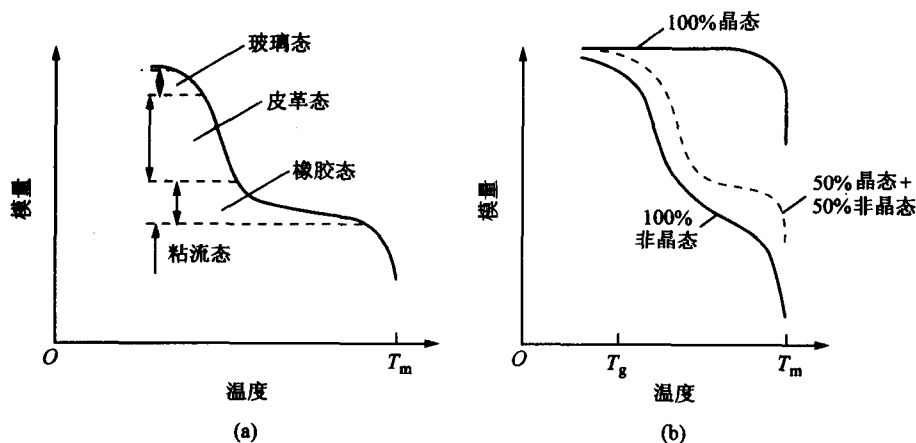 玻璃态
皮革态
橡胶态
粘流态
模量
O
Tm
温度
(a)
100%晶态
50%晶态+
50%非晶态
100%
非晶态
模量
O
Tg
Tm
温度
(b)